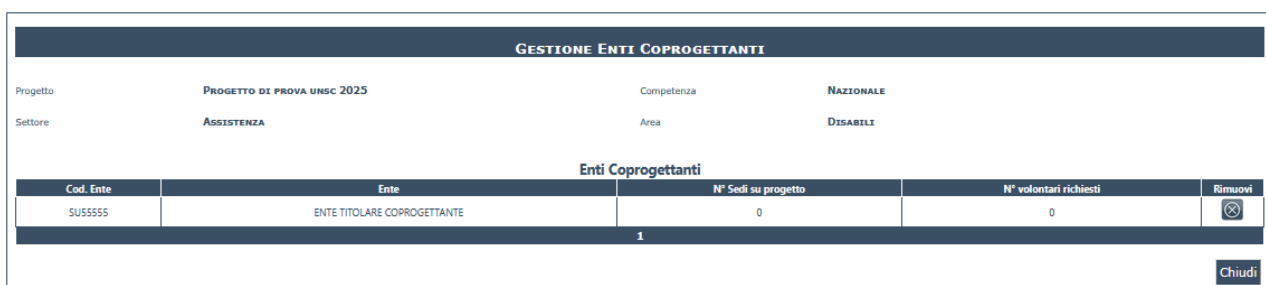 GESTIONE ENTI COPROGETTANTI
Progetto PROGETTO DI PROVA UNSC 2025 Competenza NAZIONALE
Settore ASSISTENZA Area DISABILI
Enti Coprogettanti
Cod. Ente Ente N° Sedi su progetto N° volontari richiesti Rimuovi
SU55555 ENTE TITOLARE COPROGETTANTE 0 0
1
Chiudi